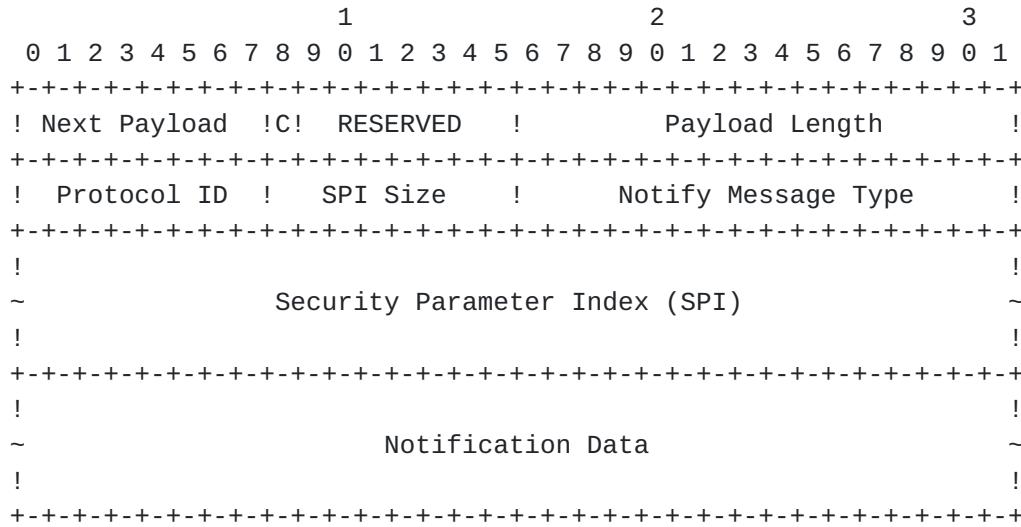 1                   2                   3
 0 1 2 3 4 5 6 7 8 9 0 1 2 3 4 5 6 7 8 9 0 1 2 3 4 5 6 7 8 9 0 1
+-+-+-+-+-+-+-+-+-+-+-+-+-+-+-+-+-+-+-+-+-+-+-+-+-+-+-+-+-+-+-+-+
! Next Payload  !C!  RESERVED   !         Payload Length        !
+-+-+-+-+-+-+-+-+-+-+-+-+-+-+-+-+-+-+-+-+-+-+-+-+-+-+-+-+-+-+-+-+
!  Protocol ID  !   SPI Size    !      Notify Message Type      !
+-+-+-+-+-+-+-+-+-+-+-+-+-+-+-+-+-+-+-+-+-+-+-+-+-+-+-+-+-+-+-+-+
!                                                               !
~                Security Parameter Index (SPI)                 ~
!                                                               !
+-+-+-+-+-+-+-+-+-+-+-+-+-+-+-+-+-+-+-+-+-+-+-+-+-+-+-+-+-+-+-+-+
!                                                               !
~                       Notification Data                       ~
!                                                               !
+-+-+-+-+-+-+-+-+-+-+-+-+-+-+-+-+-+-+-+-+-+-+-+-+-+-+-+-+-+-+-+-+